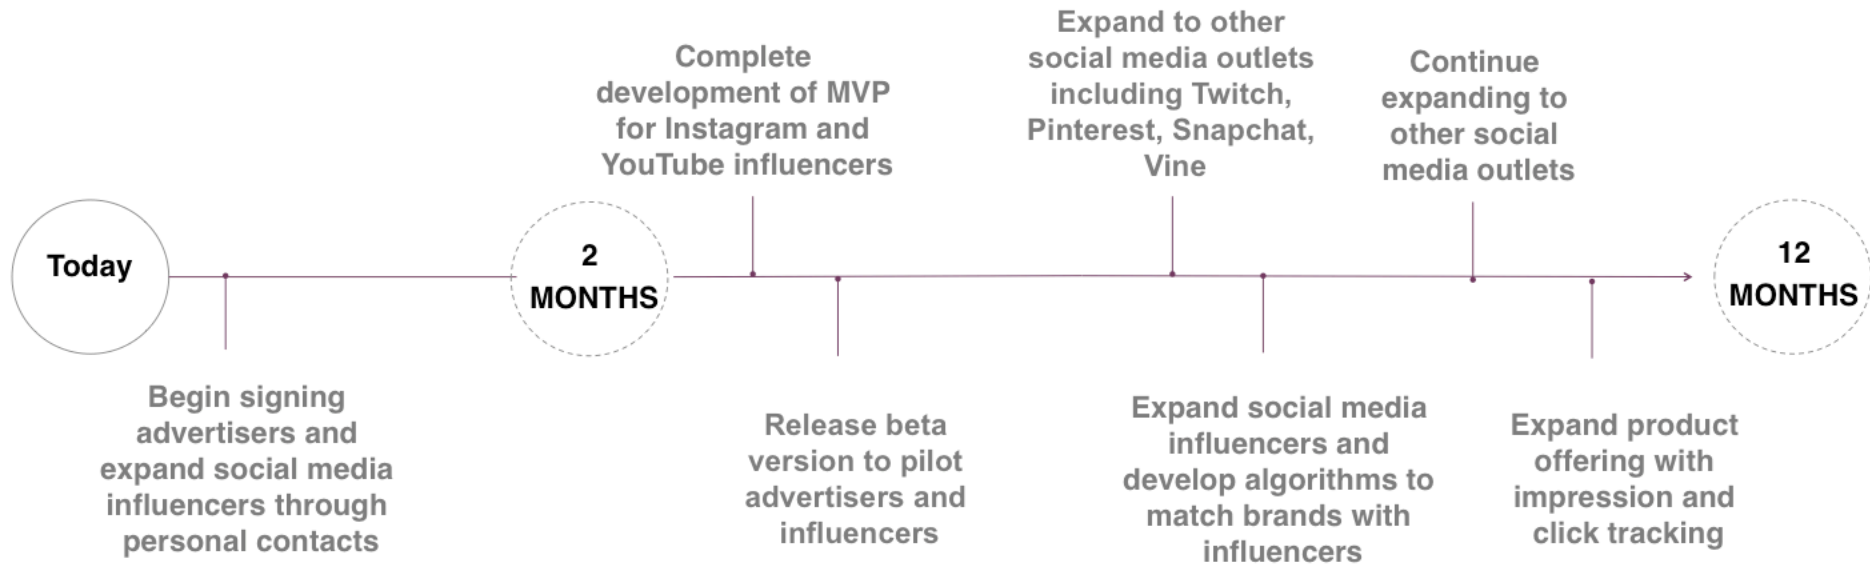 Today
Begin signing
advertisers and
expand social media
influencers through
personal contacts
2
MONTHS
Complete
development of MVP
for Instagram and
YouTube influencers
Release beta
version to pilot
advertisers and
influencers
Expand to other
social media outlets
including Twitch,
Pinterest, Snapchat,
Vine
Expand social media
influencers and
develop algorithms to
match brands with
influencers
Continue
expanding to
other social
media outlets
Expand product
offering with
impression and
click tracking
12
MONTHS